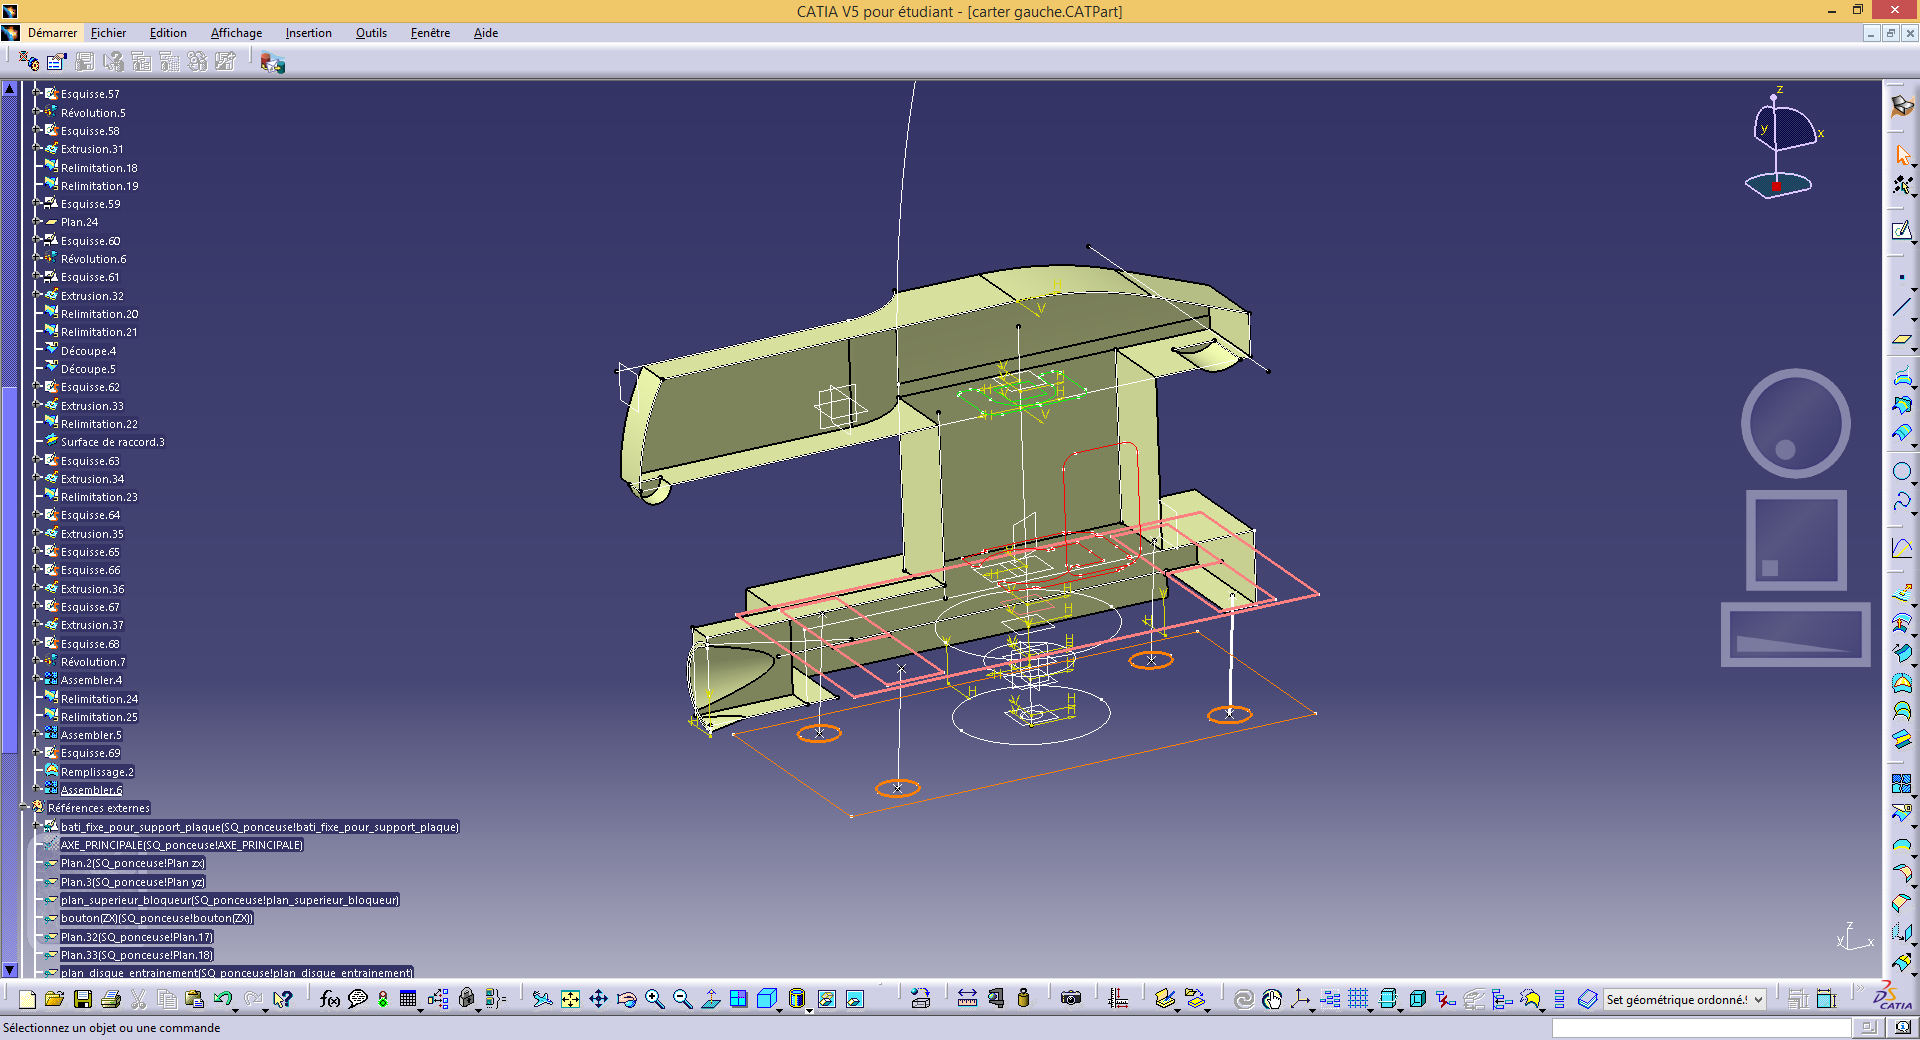 CATIA V5 pour étudiant - [carter gauche.CATPart]
Démarrer Fichier Edition Affichage Insertion Outils Fenêtre Aide
Esquisse.57
Révolution.5
Esquisse.58
Extrusion.31
Relimitation.18
Relimitation.19
Esquisse.59
Plan.24
Esquisse.60
Révolution.6
Esquisse.61
Extrusion.32
Relimitation.20
Relimitation.21
Découpe.4
Découpe.5
Esquisse.62
Extrusion.33
Relimitation.22
Surface de raccord.3
Esquisse.63
Extrusion.34
Relimitation.23
Esquisse.64
Extrusion.35
Esquisse.65
Esquisse.66
Extrusion.36
Esquisse.67
Extrusion.37
Esquisse.68
Révolution.7
Assembler.4
Relimitation.24
Relimitation.25
Assembler.5
Esquisse.69
Remplissage.2
Assembler.6
Références externes
bati_fixe_pour_support_plaque(SQ_ponceuse!bati_fixe_pour_support_plaque)
AXE_PRINCIPALE(SQ_ponceuse!AXE_PRINCIPALE)
Plan.2(SQ_ponceuse!Plan zx)
Plan.3(SQ_ponceuse!Plan yz)
plan_superieur_bloqueur(SQ_ponceuse!plan_superieur_bloqueur)
bouton(ZX)(SQ_ponceuse!bouton(ZX))
Plan.32(SQ_ponceuse!Plan.17)
Plan.33(SQ_ponceuse!Plan.18)
plan_disque_entrainement(SQ_ponceuse!plan_disque_entrainement)
z
y
x
z
y
x
f(x)
Set géométrique ordonné.
CATIA
Sélectionnez un objet ou une commande